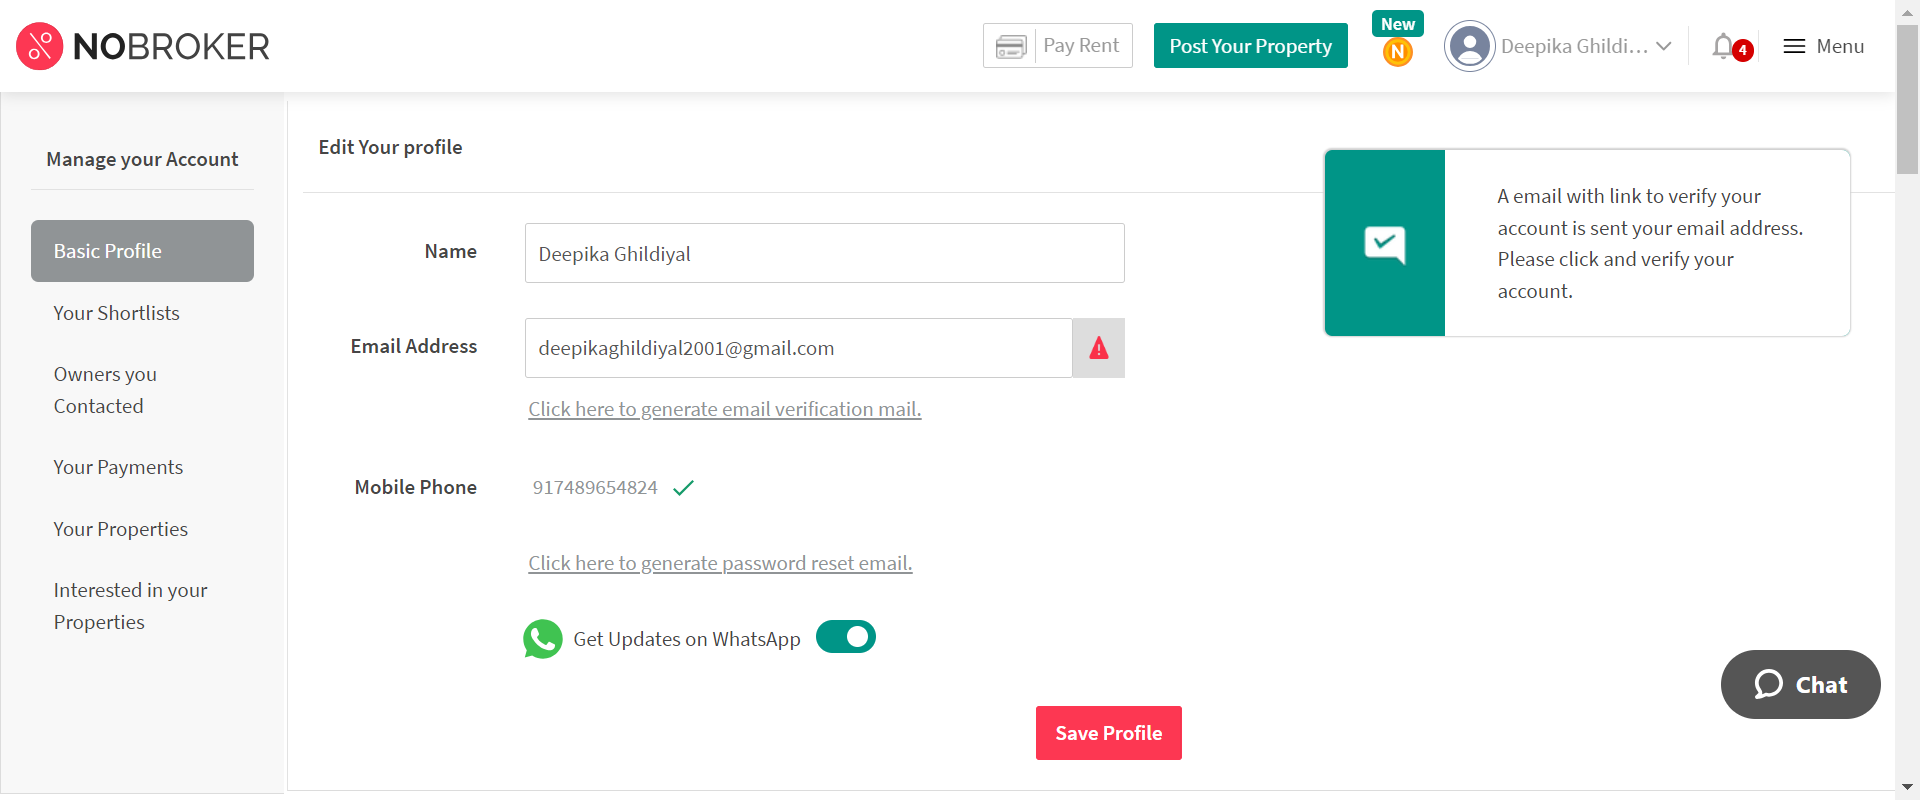 NOBROKER
Pay Rent
Post Your Property
New
N
Deepika Ghildi...
4
Menu
Manage your Account
Basic Profile
Your Shortlists
Owners you
Contacted
Your Payments
Your Properties
Interested in your
Properties
Edit Your profile
Name
Deepika Ghildiyal
Email Address
deepikaghildiyal2001@gmail.com
Click here to generate email verification mail.
Mobile Phone
917489654824
Click here to generate password reset email.
Get Updates on WhatsApp
Save Profile
A email with link to verify your
account is sent your email address.
Please click and verify your
account.
Chat